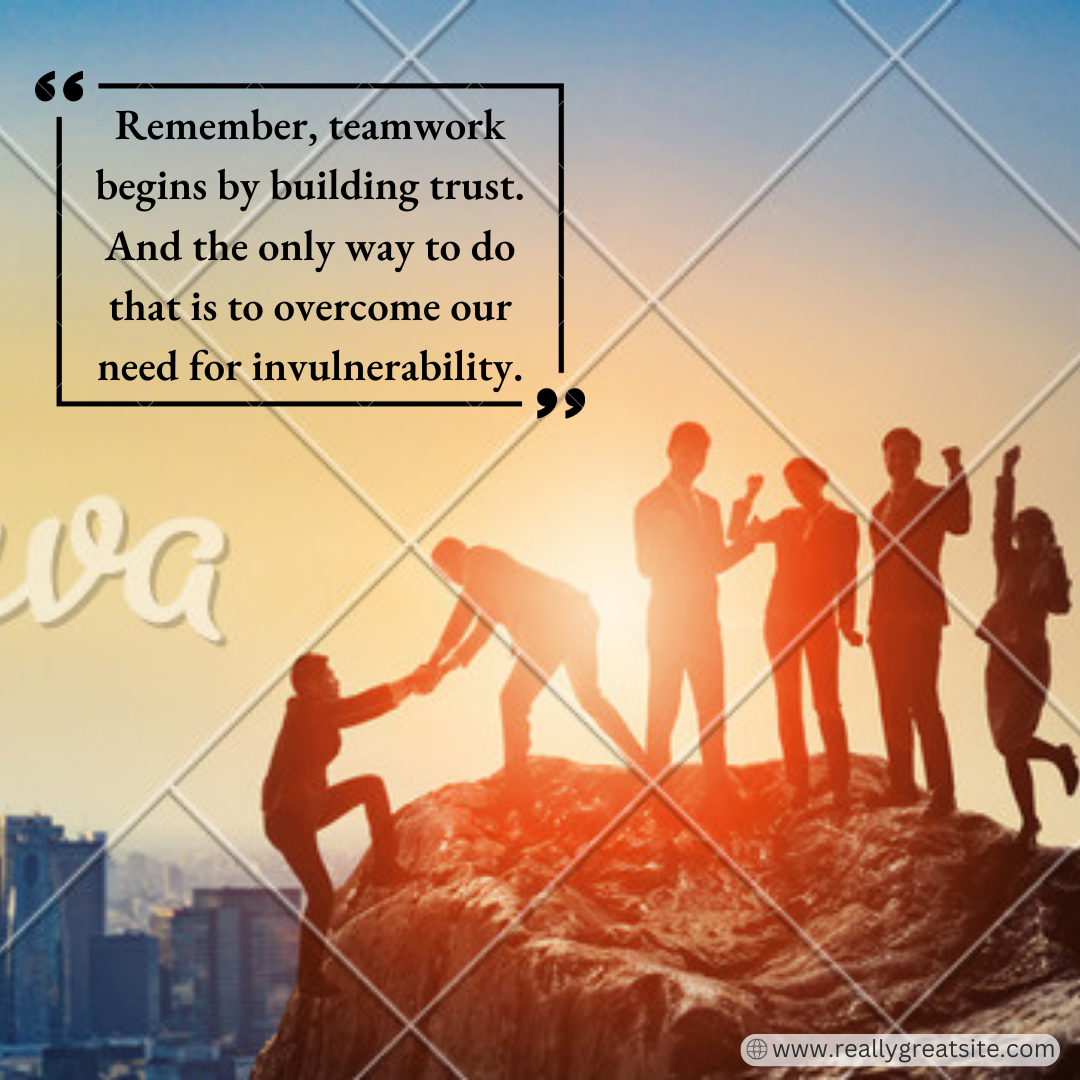 “
Remember, teamwork
begins by building trust.
And the only way to do
that is to overcome our
need for invulnerability.
”
va
www.reallygreatsite.com